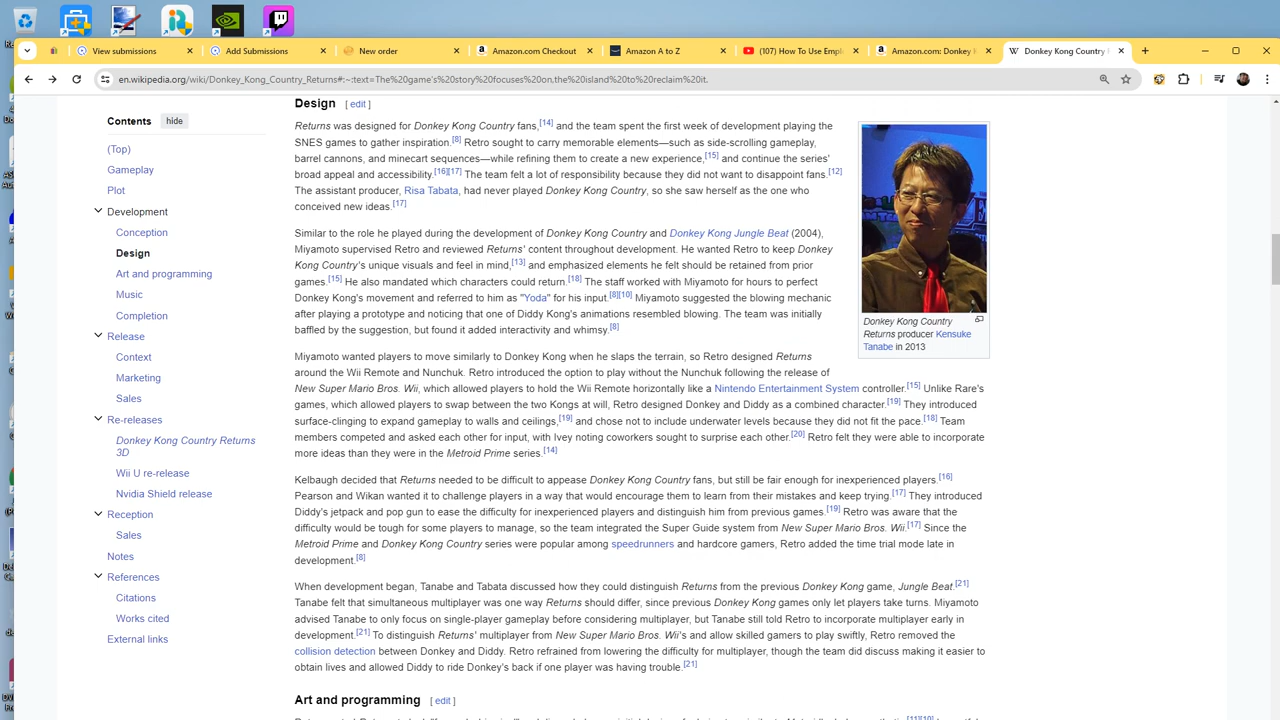 View submissions
Add Submissions
New order
Amazon.com Checkout
Amazon A to Z
(107) How To Use Empl
Amazon.com: Donkey K
Donkey Kong Country R
en.wikipedia.org/wiki/Donkey_Kong_Country_Returns#:~:text=The%20game's%20story%20focuses%20on,the%20island%20to%20reclaim%20it.
Contents hide
(Top)
Gameplay
Plot
Development
Conception
Design
Art and programming
Music
Completion
Release
Context
Marketing
Sales
Re-releases
Donkey Kong Country Returns
3D
Wii U re-release
Nvidia Shield release
Reception
Sales
Notes
References
Citations
Works cited
External links
Design [ edit ]
Returns was designed for Donkey Kong Country fans,[14] and the team spent the first week of development playing the
SNES games to gather inspiration.[8] Retro sought to carry memorable elements—such as side-scrolling gameplay,
barrel cannons, and minecart sequences—while refining them to create a new experience,[15] and continue the series'
broad appeal and accessibility.[16][17] The team felt a lot of responsibility because they did not want to disappoint fans.[12]
The assistant producer, Risa Tabata, had never played Donkey Kong Country, so she saw herself as the one who
conceived new ideas.[17]
Similar to the role he played during the development of Donkey Kong Country and Donkey Kong Jungle Beat (2004),
Miyamoto supervised Retro and reviewed Returns' content throughout development. He wanted Retro to keep Donkey
Kong Country's unique visuals and feel in mind,[13] and emphasized elements he felt should be retained from prior
games.[15] He also mandated which characters could return.[18] The staff worked with Miyamoto for hours to perfect
Donkey Kong's movement and referred to him as "Yoda" for his input.[8][10] Miyamoto suggested the blowing mechanic
after playing a prototype and noticing that one of Diddy Kong's animations resembled blowing. The team was initially
baffled by the suggestion, but found it added interactivity and whimsy.[8]
Donkey Kong Country
Returns producer Kensuke
Tanabe in 2013
Miyamoto wanted players to move similarly to Donkey Kong when he slaps the terrain, so Retro designed Returns
around the Wii Remote and Nunchuk. Retro introduced the option to play without the Nunchuk following the release of
New Super Mario Bros. Wii, which allowed players to hold the Wii Remote horizontally like a Nintendo Entertainment System controller.[15] Unlike Rare's
games, which allowed players to swap between the two Kongs at will, Retro designed Donkey and Diddy as a combined character.[19] They introduced
surface-clinging to expand gameplay to walls and ceilings,[19] and chose not to include underwater levels because they did not fit the pace.[18] Team
members competed and asked each other for input, with Ivey noting coworkers sought to surprise each other.[20] Retro felt they were able to incorporate
more ideas than they were in the Metroid Prime series.[14]
Kelbaugh decided that Returns needed to be difficult to appease Donkey Kong Country fans, but still be fair enough for inexperienced players.[16]
Pearson and Wikan wanted it to challenge players in a way that would encourage them to learn from their mistakes and keep trying.[17] They introduced
Diddy's jetpack and pop gun to ease the difficulty for inexperienced players and distinguish him from previous games.[19] Retro was aware that the
difficulty would be tough for some players to manage, so the team integrated the Super Guide system from New Super Mario Bros. Wii.[17] Since the
Metroid Prime and Donkey Kong Country series were popular among speedrunners and hardcore gamers, Retro added the time trial mode late in
development.[8]
When development began, Tanabe and Tabata discussed how they could distinguish Returns from the previous Donkey Kong game, Jungle Beat.[21]
Tanabe felt that simultaneous multiplayer was one way Returns should differ, since previous Donkey Kong games only let players take turns. Miyamoto
advised Tanabe to only focus on single-player gameplay before considering multiplayer, but Tanabe still told Retro to incorporate multiplayer early in
development.[21] To distinguish Returns' multiplayer from New Super Mario Bros. Wii's and allow skilled gamers to play swiftly, Retro removed the
collision detection between Donkey and Diddy. Retro refrained from lowering the difficulty for multiplayer, though the team did discuss making it easier to
obtain lives and allowed Diddy to ride Donkey's back if one player was having trouble.[21]
Art and programming [ edit ]